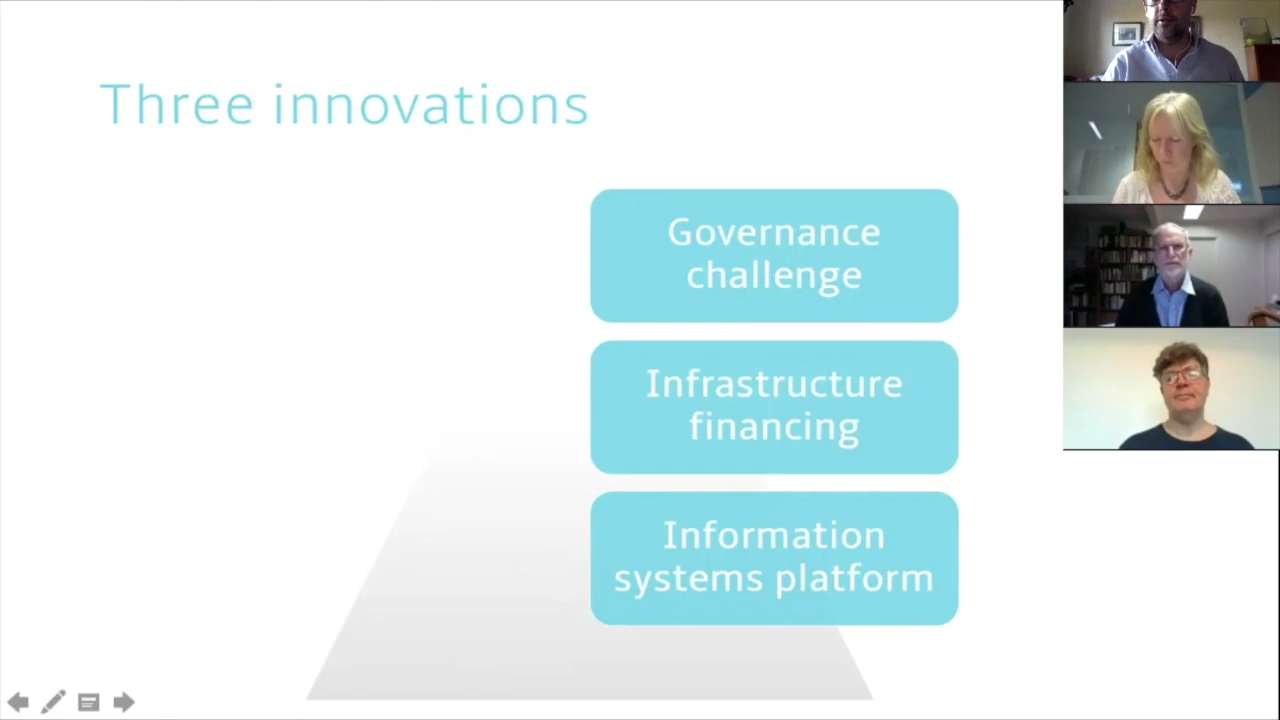 Three innovations
Governance
challenge
Infrastructure
financing
Information
systems platform